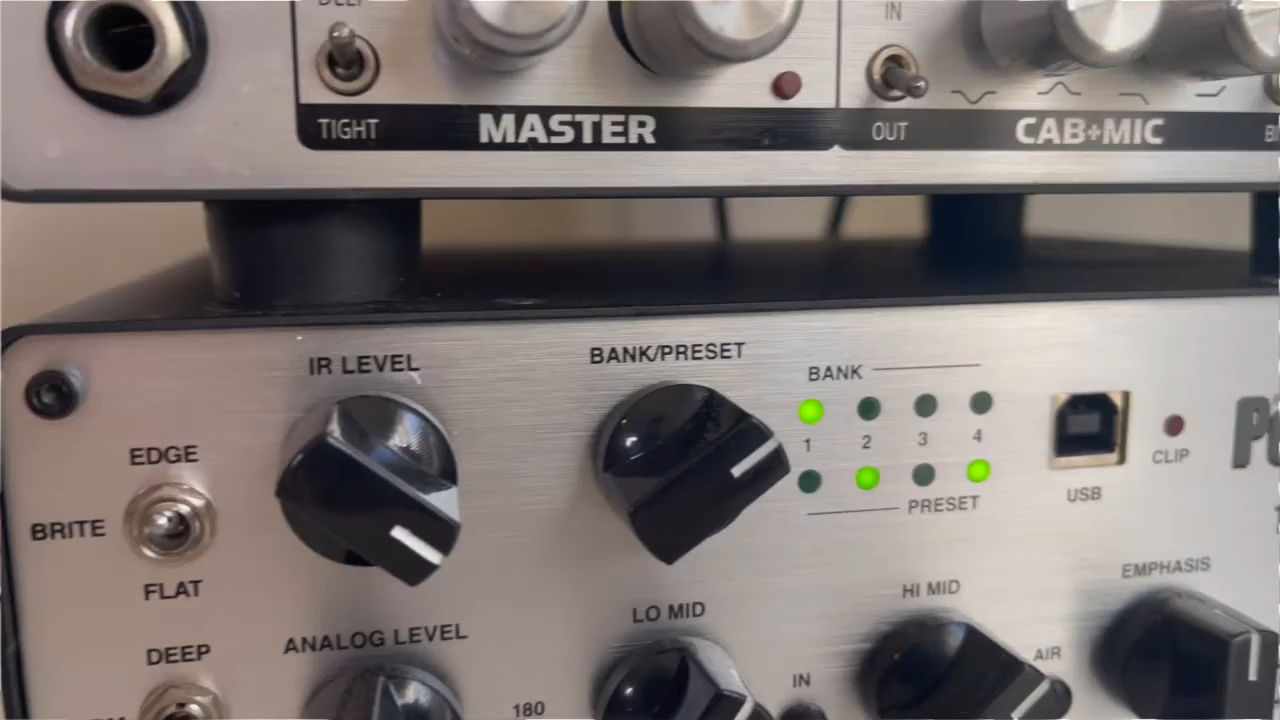 TIGHT
MASTER
IN
OUT
CAB+MIC
IR LEVEL
BANK/PRESET
BANK
1 2 3 4
PRESET
USB
CLIP
EDGE
BRITE
FLAT
DEEP
ANALOG LEVEL
LO MID
HI MID
EMPHASIS
AIR
IN
180